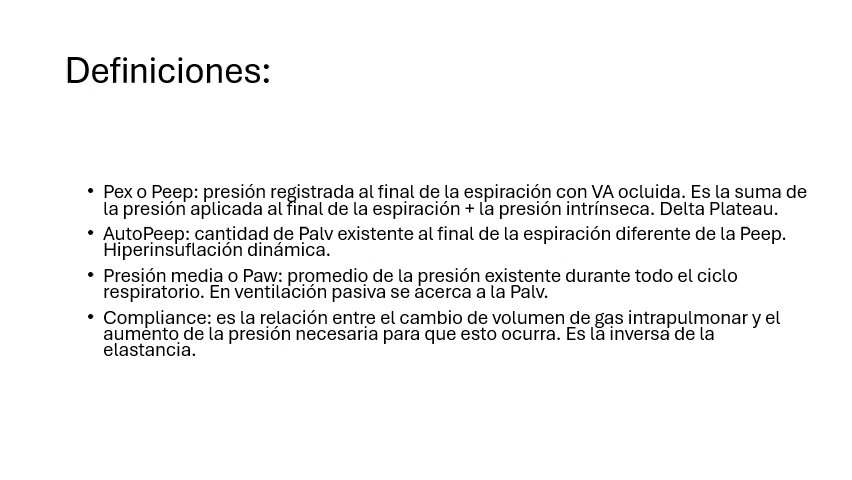 Definiciones:
• Pex o Peep: presión registrada al final de la espiración con VA ocluida. Es la suma de
la presión aplicada al final de la espiración + la presión intrínseca. Delta Plateau.
• AutoPeep: cantidad de Palv existente al final de la espiración diferente de la Peep.
Hiperinsuflación dinámica.
• Presión media o Paw: promedio de la presión existente durante todo el ciclo
respiratorio. En ventilación pasiva se acerca a la Palv.
• Compliance: es la relación entre el cambio de volumen de gas intrapulmonar y el
aumento de la presión necesaria para que esto ocurra. Es la inversa de la
elastancia.